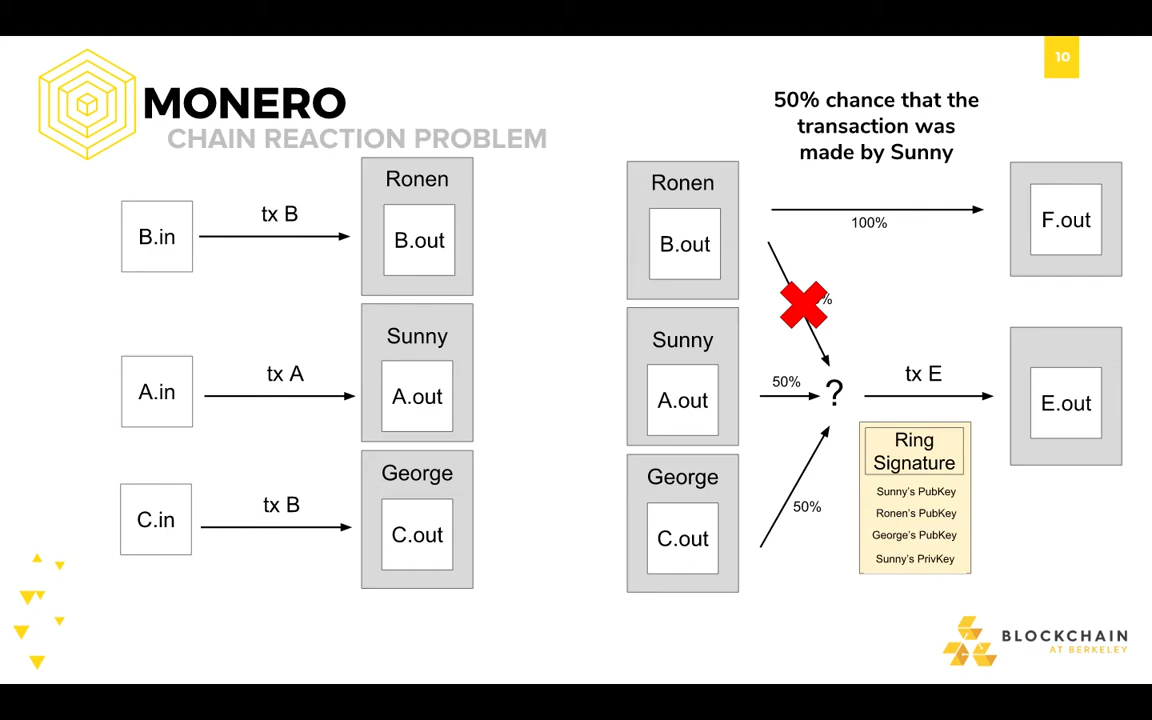 10
MONERO
CHAIN REACTION PROBLEM
50% chance that the
transaction was
made by Sunny
B.in
tx B
Ronen
B.out
A.in
tx A
Sunny
A.out
C.in
tx B
George
C.out
Ronen
B.out
100%
F.out
%
Sunny
A.out
50%
?
tx E
E.out
George
C.out
50%
Ring
Signature
Sunny's PubKey
Ronen's PubKey
George's PubKey
Sunny's PrivKey
BLOCKCHAIN
AT BERKELEY